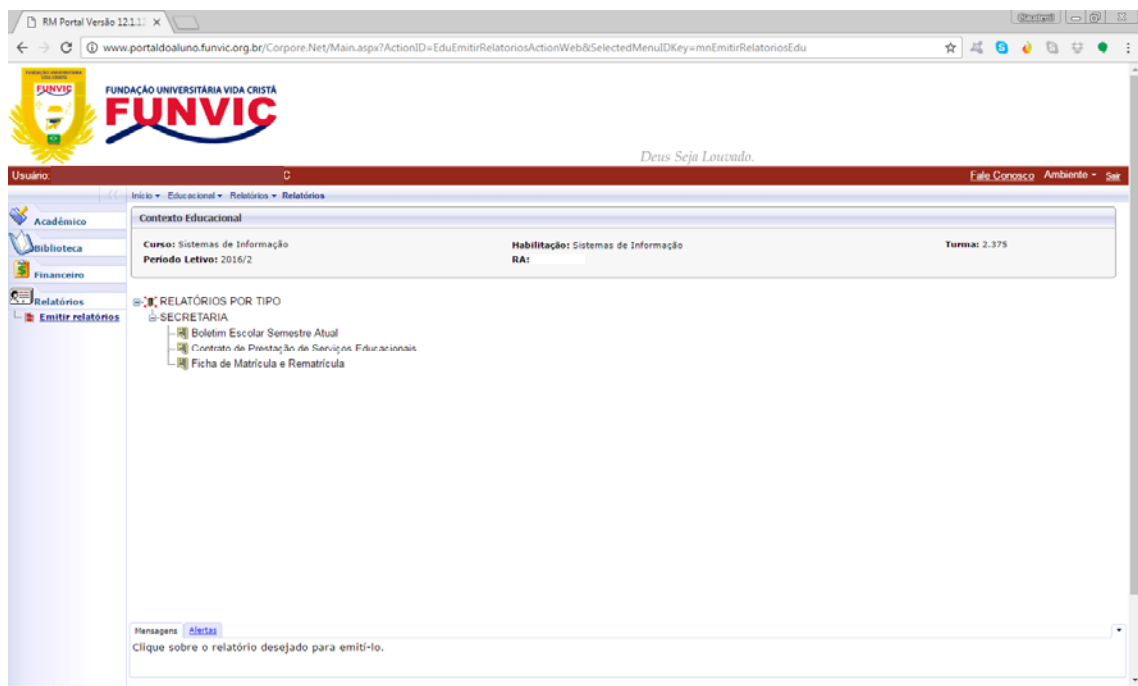 RM Portal Versão 12.1.1
www.portaldoaluno.funvic.org.br/Corpore.Net/Main.aspx?ActionID=EduEmitirRelatoriosActionWeb&SelectedMenuIDKey=mnEmitirRelatoriosEdu
FUNVIC
FUNDAÇÃO UNIVERSITÁRIA VIDA CRISTÃ
FUNVIC
Deus Seja Louvado.
Usuário:
Fale Conosco Ambiente Sair
Início Educacional Relatórios Relatórios
Acadêmico
Biblioteca
Financeiro
Relatórios
Emitir relatórios
Contexto Educacional
Curso: Sistemas de Informação Habilitação: Sistemas de Informação Turma: 2.375
Período Letivo: 2016/2 RA:
RELATÓRIOS POR TIPO
SECRETARIA
Boletim Escolar Semestre Atual
Contrato de Prestação de Serviços Educacionais
Ficha de Matrícula e Rematrícula
Mensagens Alertas
Clique sobre o relatório desejado para emití-lo.